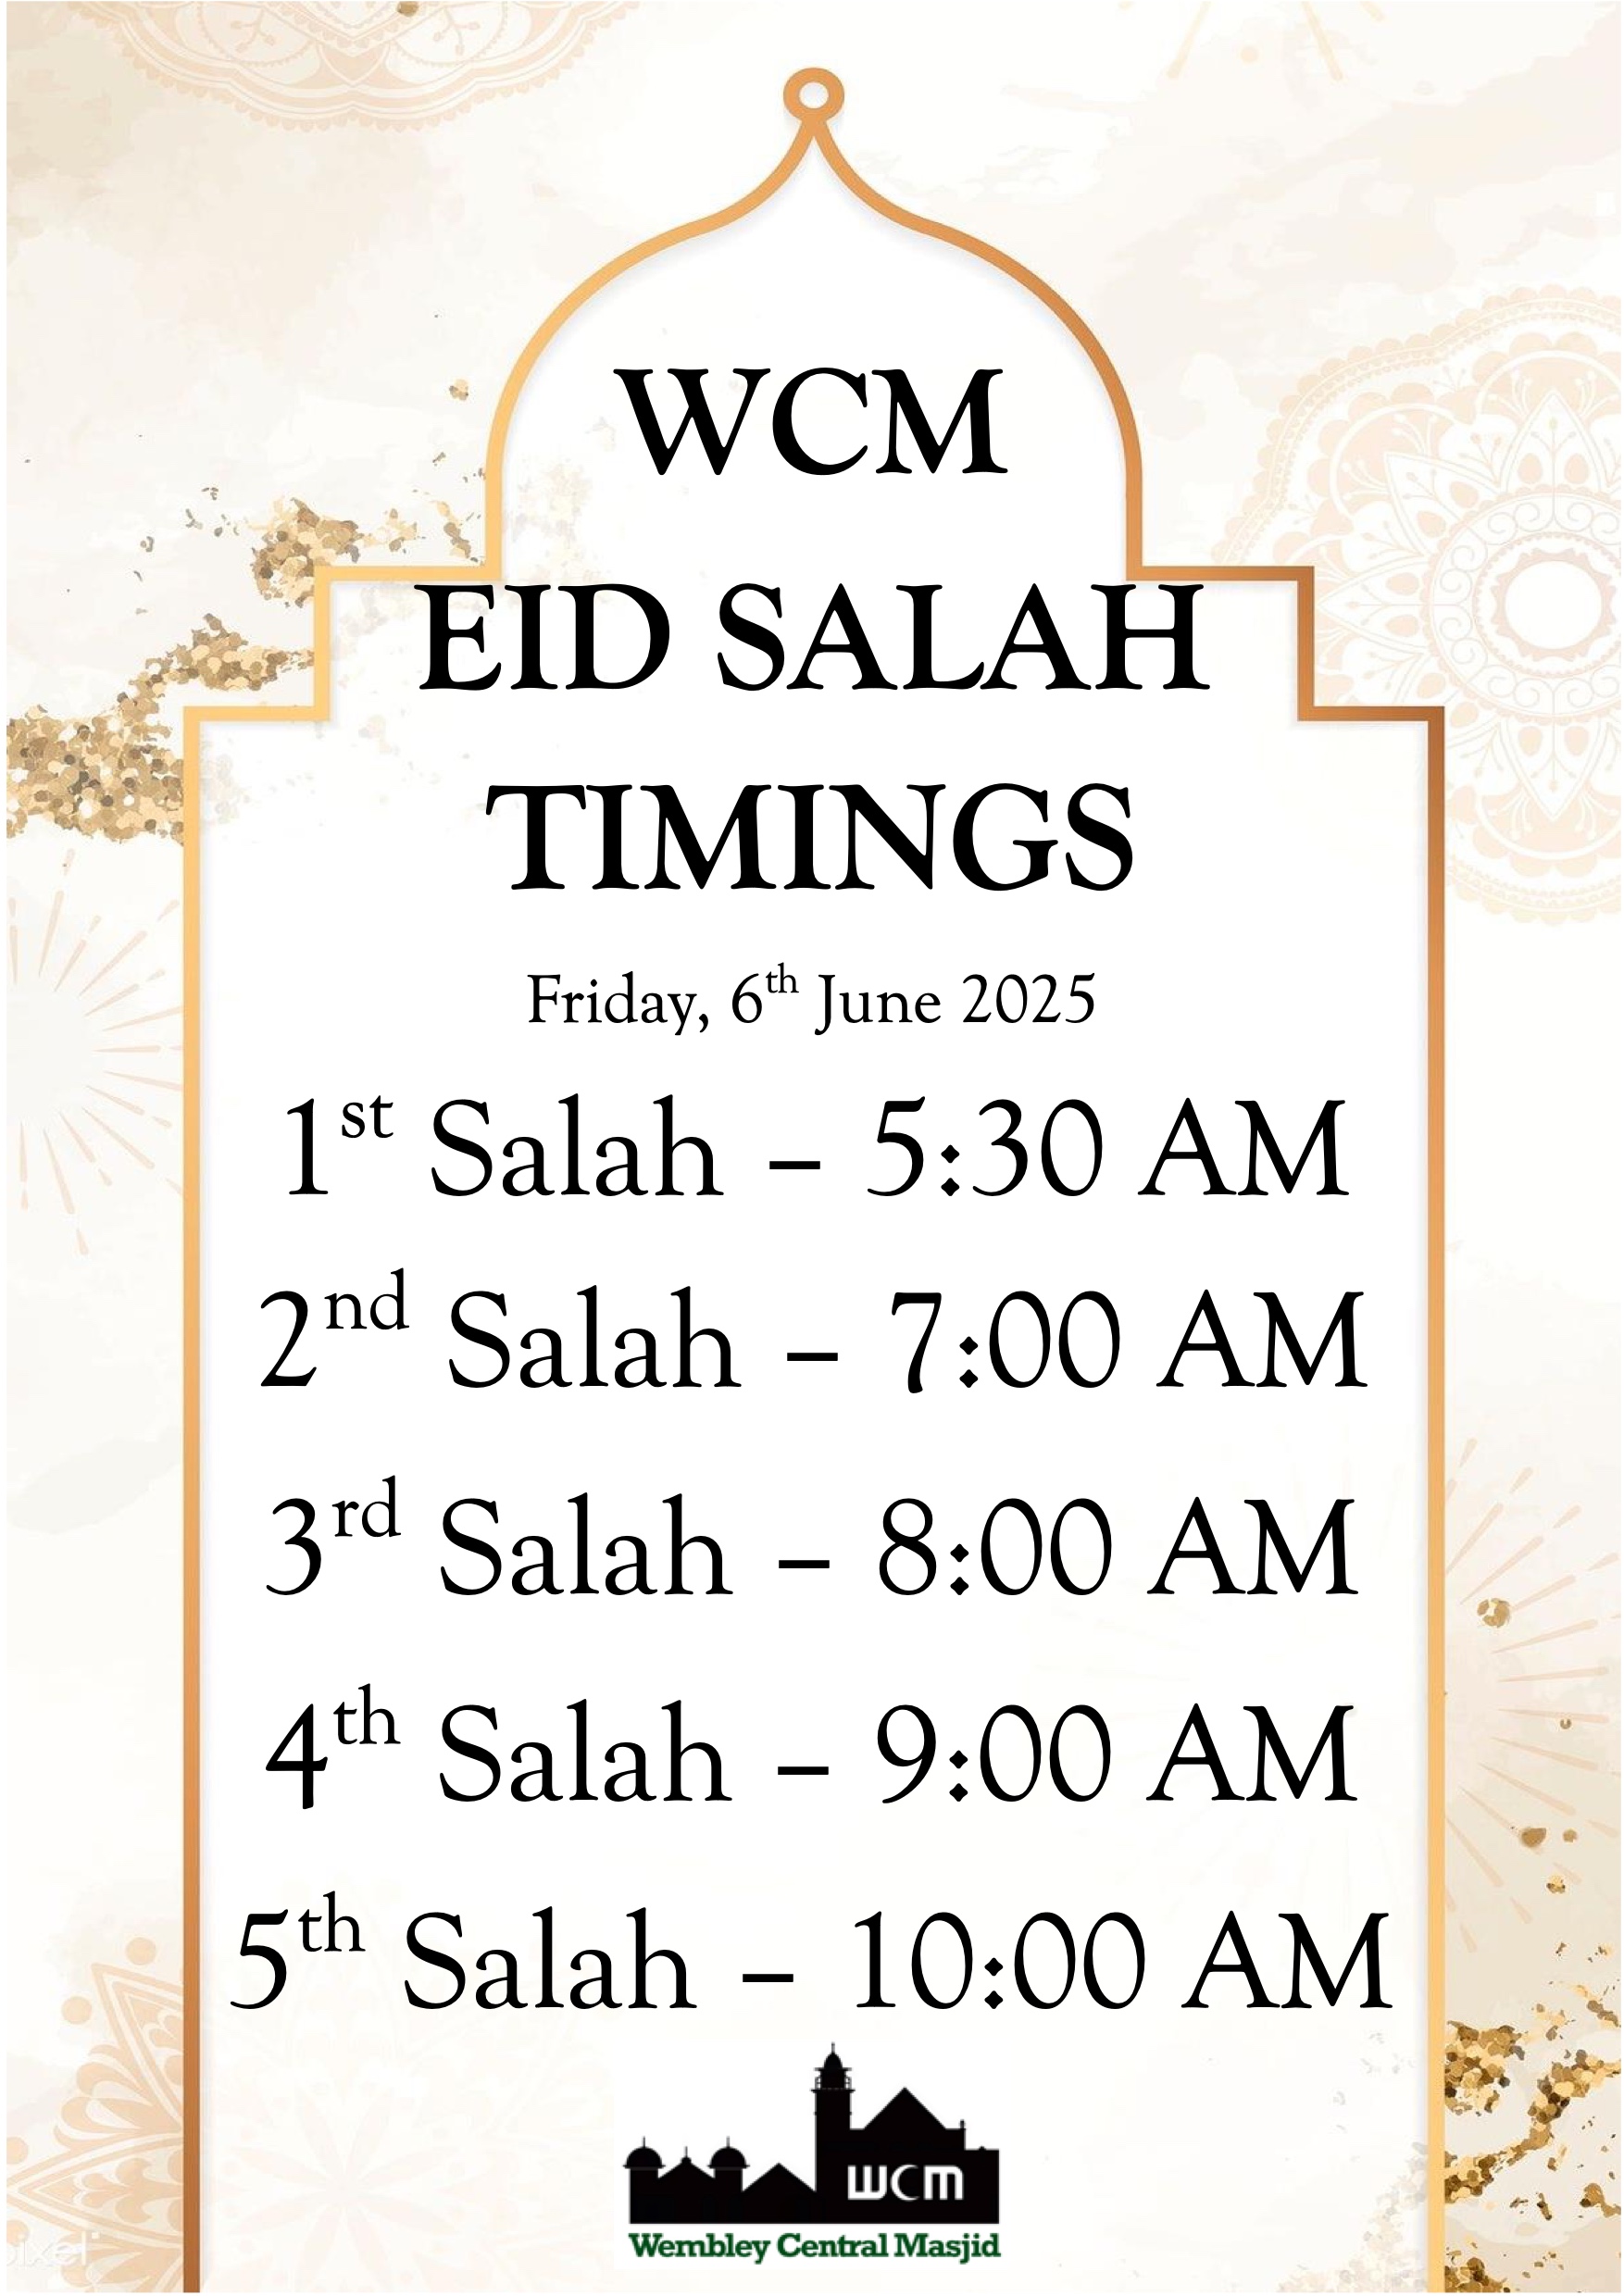 WCM
EID SALAH
TIMINGS
Friday, 6th June 2025
1st Salah – 5:30 AM
2nd Salah – 7:00 AM
3rd Salah – 8:00 AM
4th Salah – 9:00 AM
5th Salah – 10:00 AM
WCM
Wembley Central Masjid